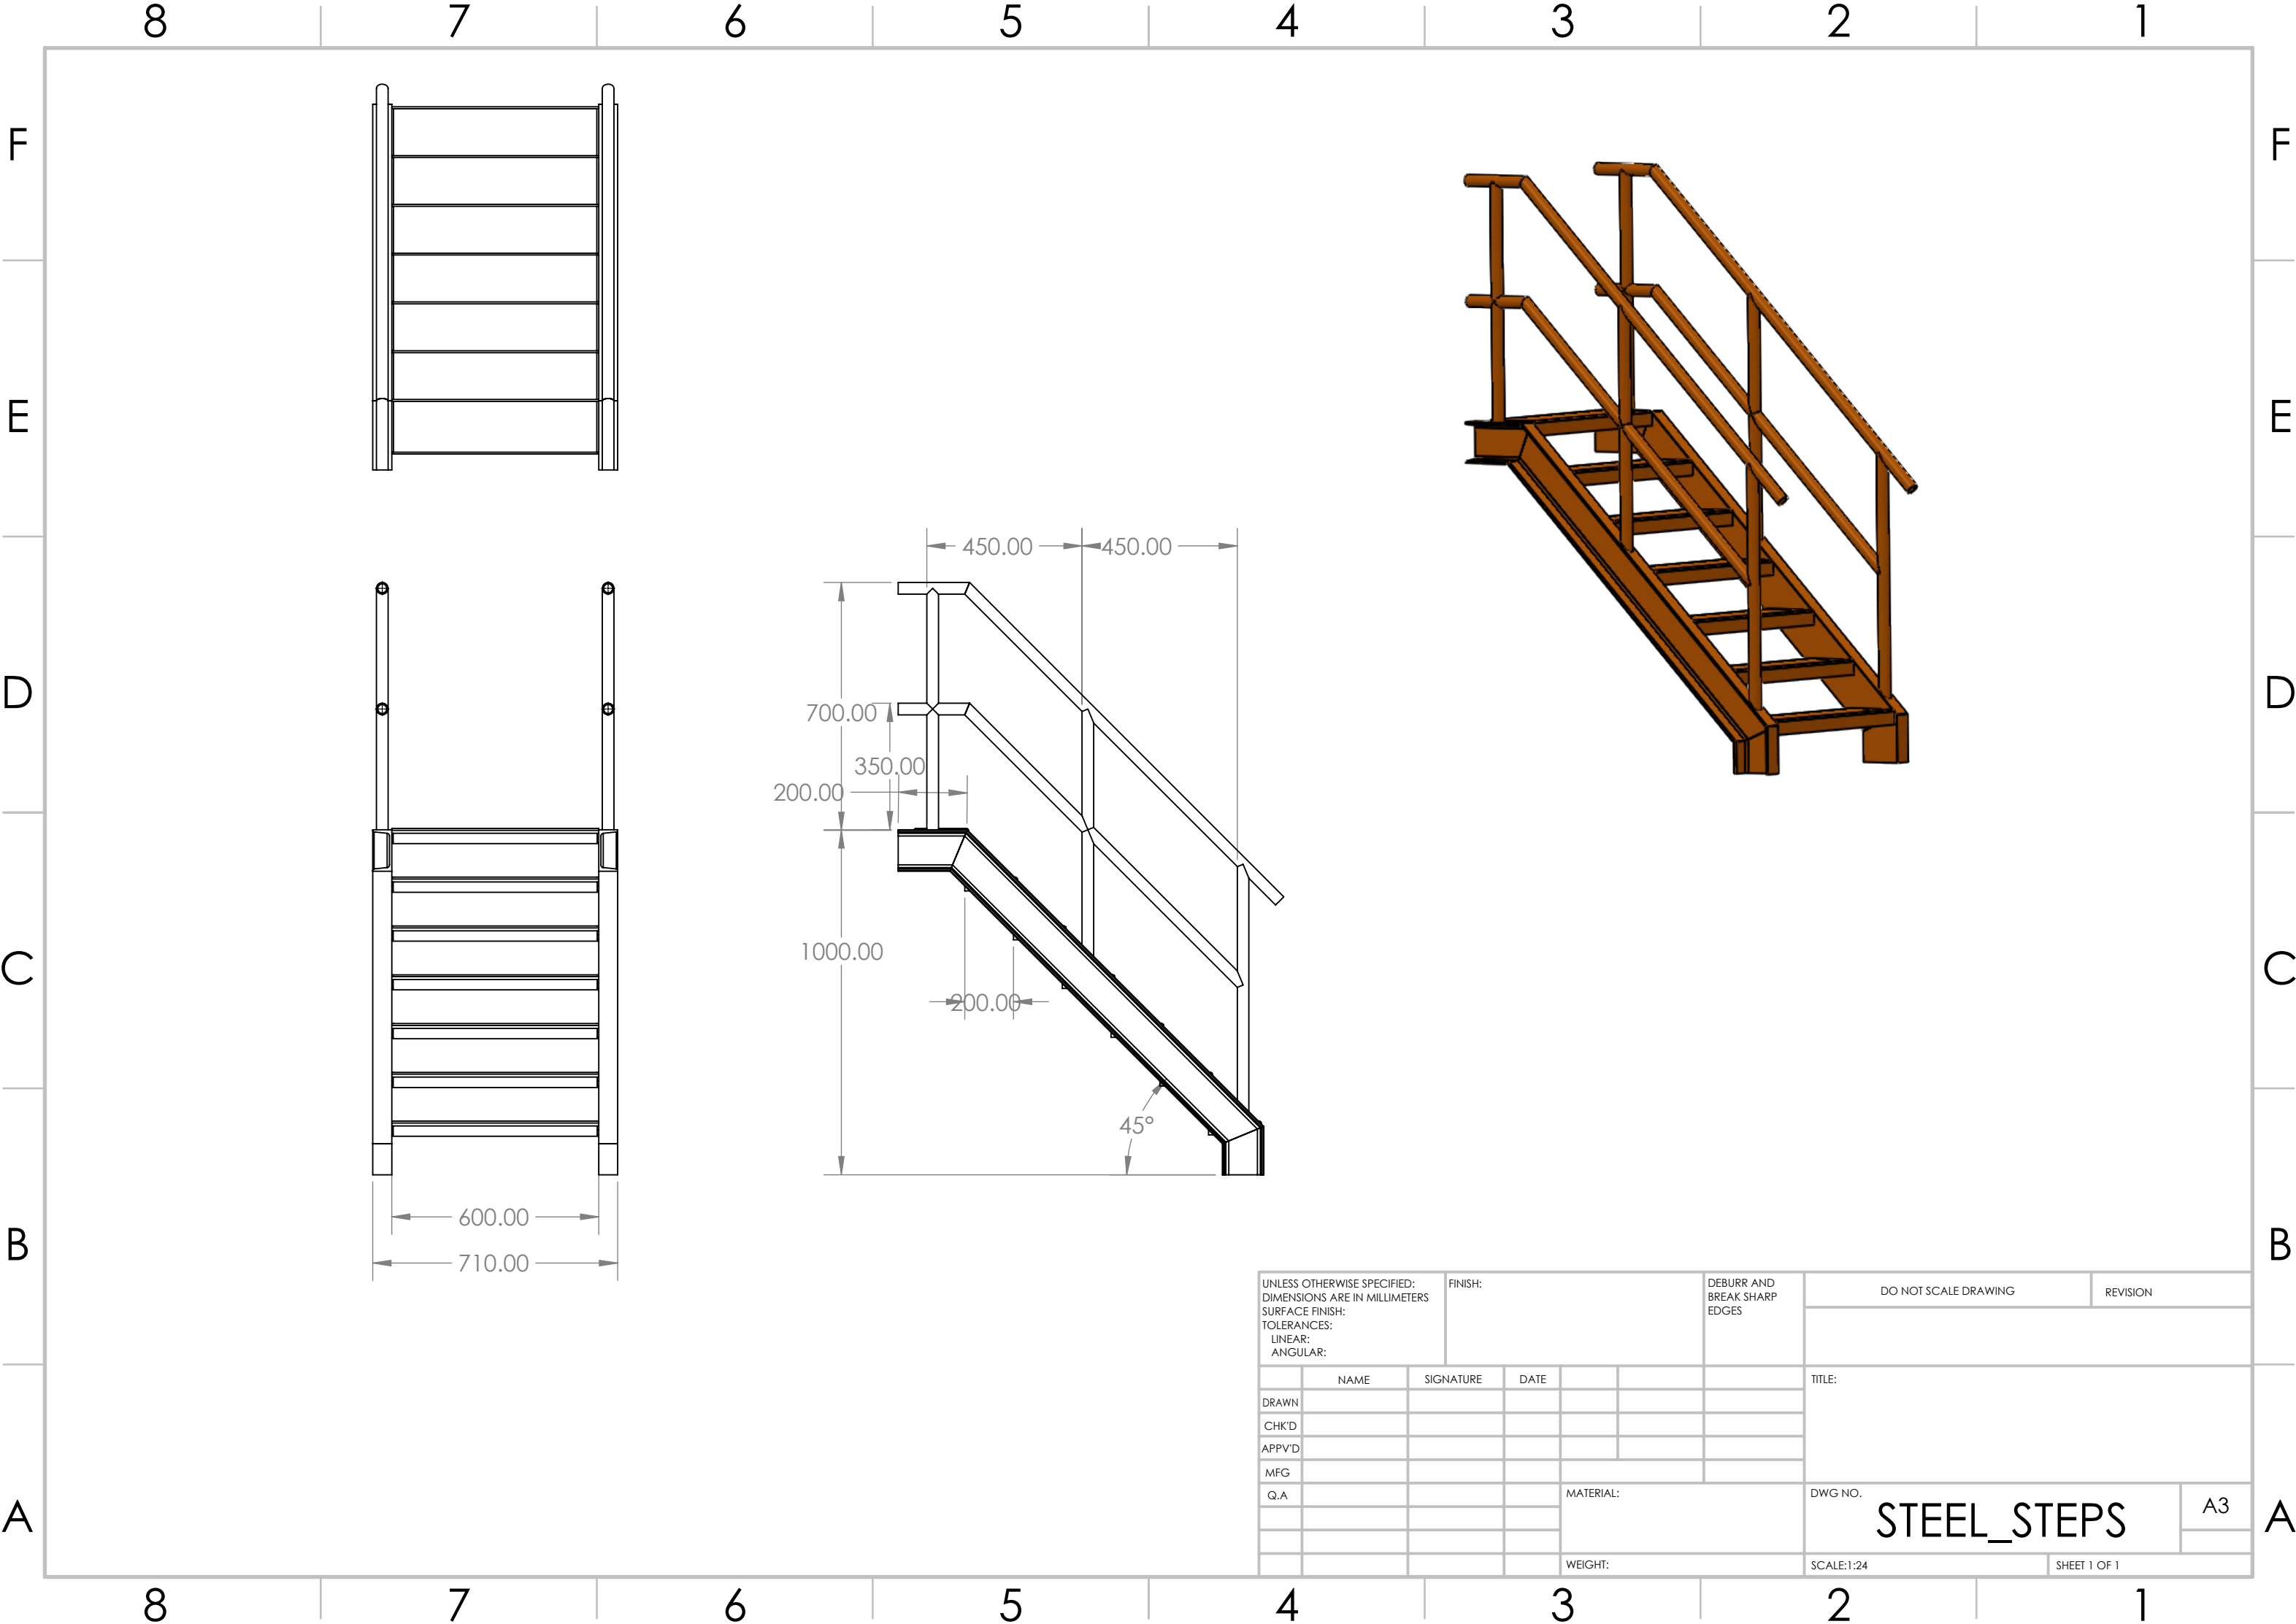 8 7 6 5 4 3 2 1
F F
E E
450.00 450.00
D D
700.00
350.00
200.00
1000.00
C C
200.00
45°
600.00
B B
710.00
UNLESS OTHERWISE SPECIFIED:
DIMENSIONS ARE IN MILLIMETERS
SURFACE FINISH:
TOLERANCES:
LINEAR:
ANGULAR:
FINISH:
DEBURR AND
BREAK SHARP
EDGES
DO NOT SCALE DRAWING
REVISION
NAME SIGNATURE DATE
TITLE:
DRAWN
CHK'D
APPV'D
MFG
Q.A
MATERIAL:
DWG NO.
STEEL_STEPS
A3
A A
WEIGHT:
SCALE:1:24
SHEET 1 OF 1
8 7 6 5 4 3 2 1